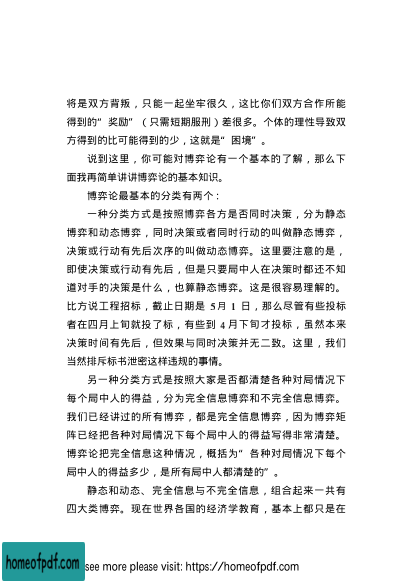 将是双方背叛，只能一起坐牢很久，这比你们双方合作所能
得到的“奖励”（只需短期服刑）差很多。个体的理性导致双
方得到的比可能得到的少，这就是“困境”。
说到这里，你可能对博弈论有一个基本的了解，那么下
面我再简单讲讲博弈论的基本知识。
博弈论最基本的分类有两个：
一种分类方式是按照博弈各方是否同时决策，分为静态
博弈和动态博弈，同时决策或者同时行动的叫做静态博弈，
决策或行动有先后次序的叫做动态博弈。这里要注意的是，
即使决策或行动有先后，但是只要局中人在决策时都还不知
道对手的决策是什么，也算静态博弈。这是很容易理解的。
比方说工程招标，截止日期是 5月 1 日，那么尽管有些投标
者在四月上旬就投了标，有些到 4 月下旬才投标，虽然本来
决策时间有先后，但效果与同时决策并无二致。这里，我们
当然排斥标书泄密这样违规的事情。
另一种分类方式是按照大家是否都清楚各种对局情况下
每个局中人的得益，分为完全信息博弈和不完全信息博弈。
我们已经讲过的所有博弈，都是完全信息博弈，因为博弈矩
阵已经把各种对局情况下每个局中人的得益写得非常清楚。
博弈论把完全信息这种情况，概括为“各种对局情况下每个
局中人的得益多少，是所有局中人都清楚的”。
静态和动态、完全信息与不完全信息，组合起来一共有
四大类博弈。现在世界各国的经济学教育，基本上都只是在
homeofpdf.com
see more please visit: https://homeofpdf.com